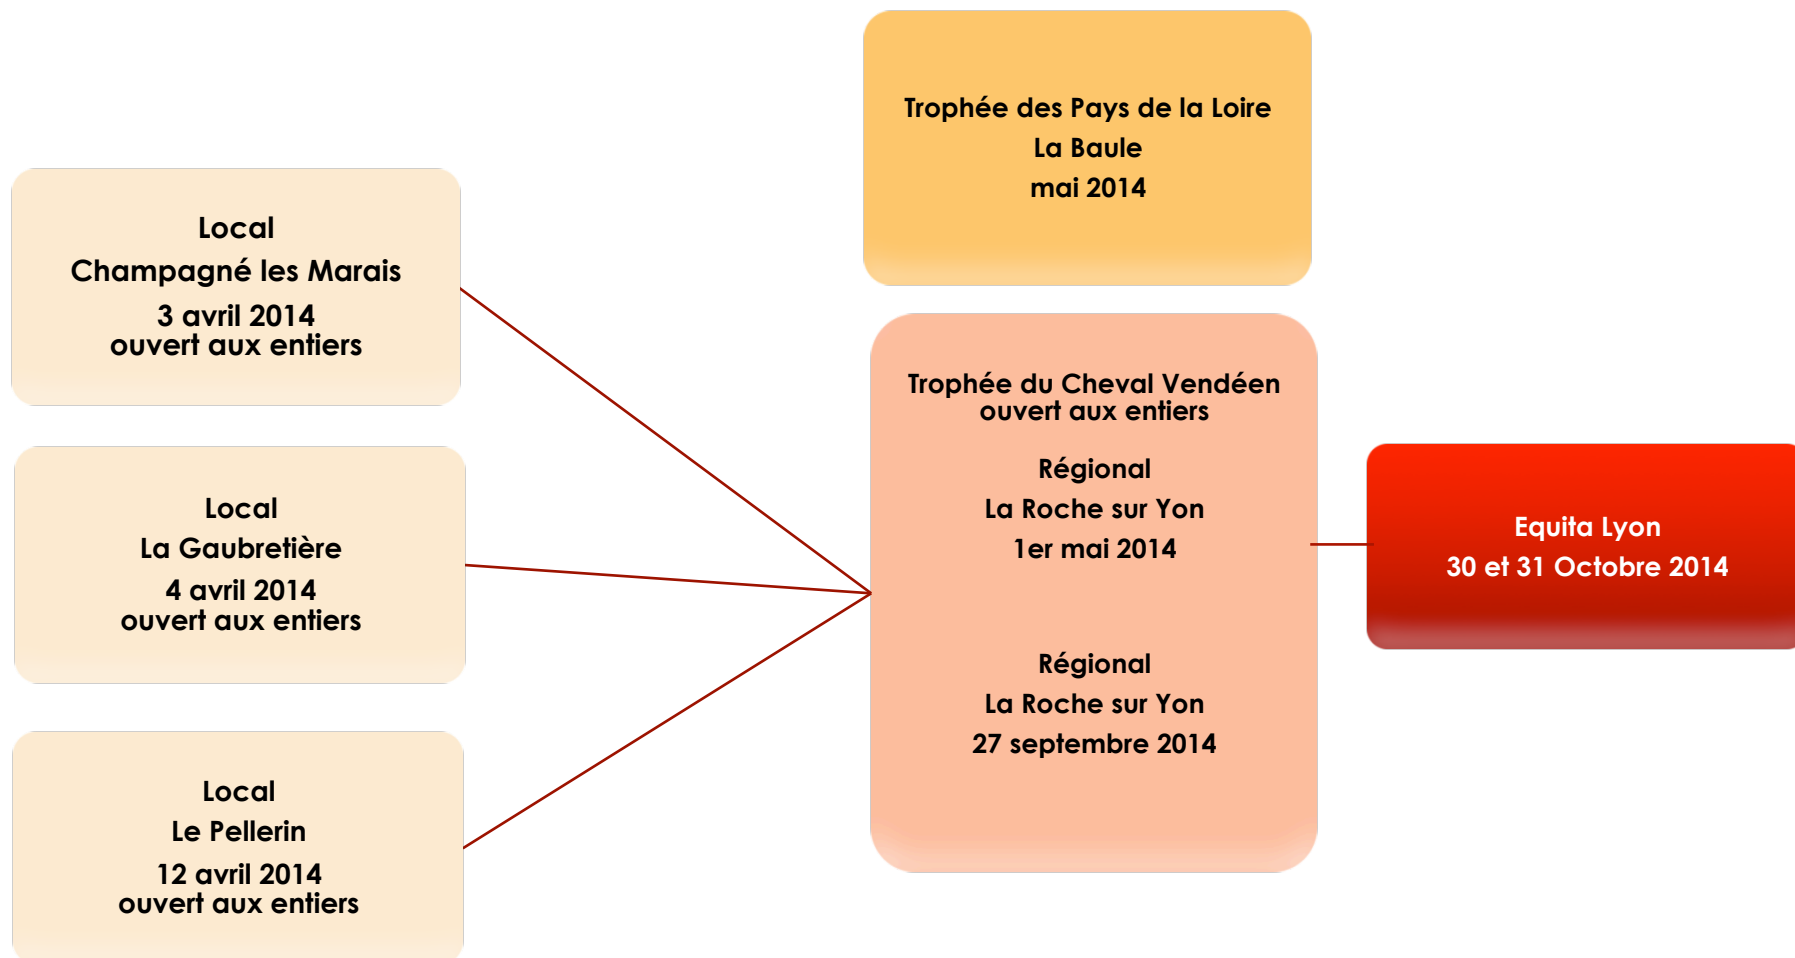 Trophée des Pays de la Loire
La Baule
mai 2014
Local
Champagné les Marais
3 avril 2014
ouvert aux entiers
Local
La Gaubretière
4 avril 2014
ouvert aux entiers
Local
Le Pellerin
12 avril 2014
ouvert aux entiers
Trophée du Cheval Vendéen
ouvert aux entiers
Régional
La Roche sur Yon
1er mai 2014
Régional
La Roche sur Yon
27 septembre 2014
Equita Lyon
30 et 31 Octobre 2014